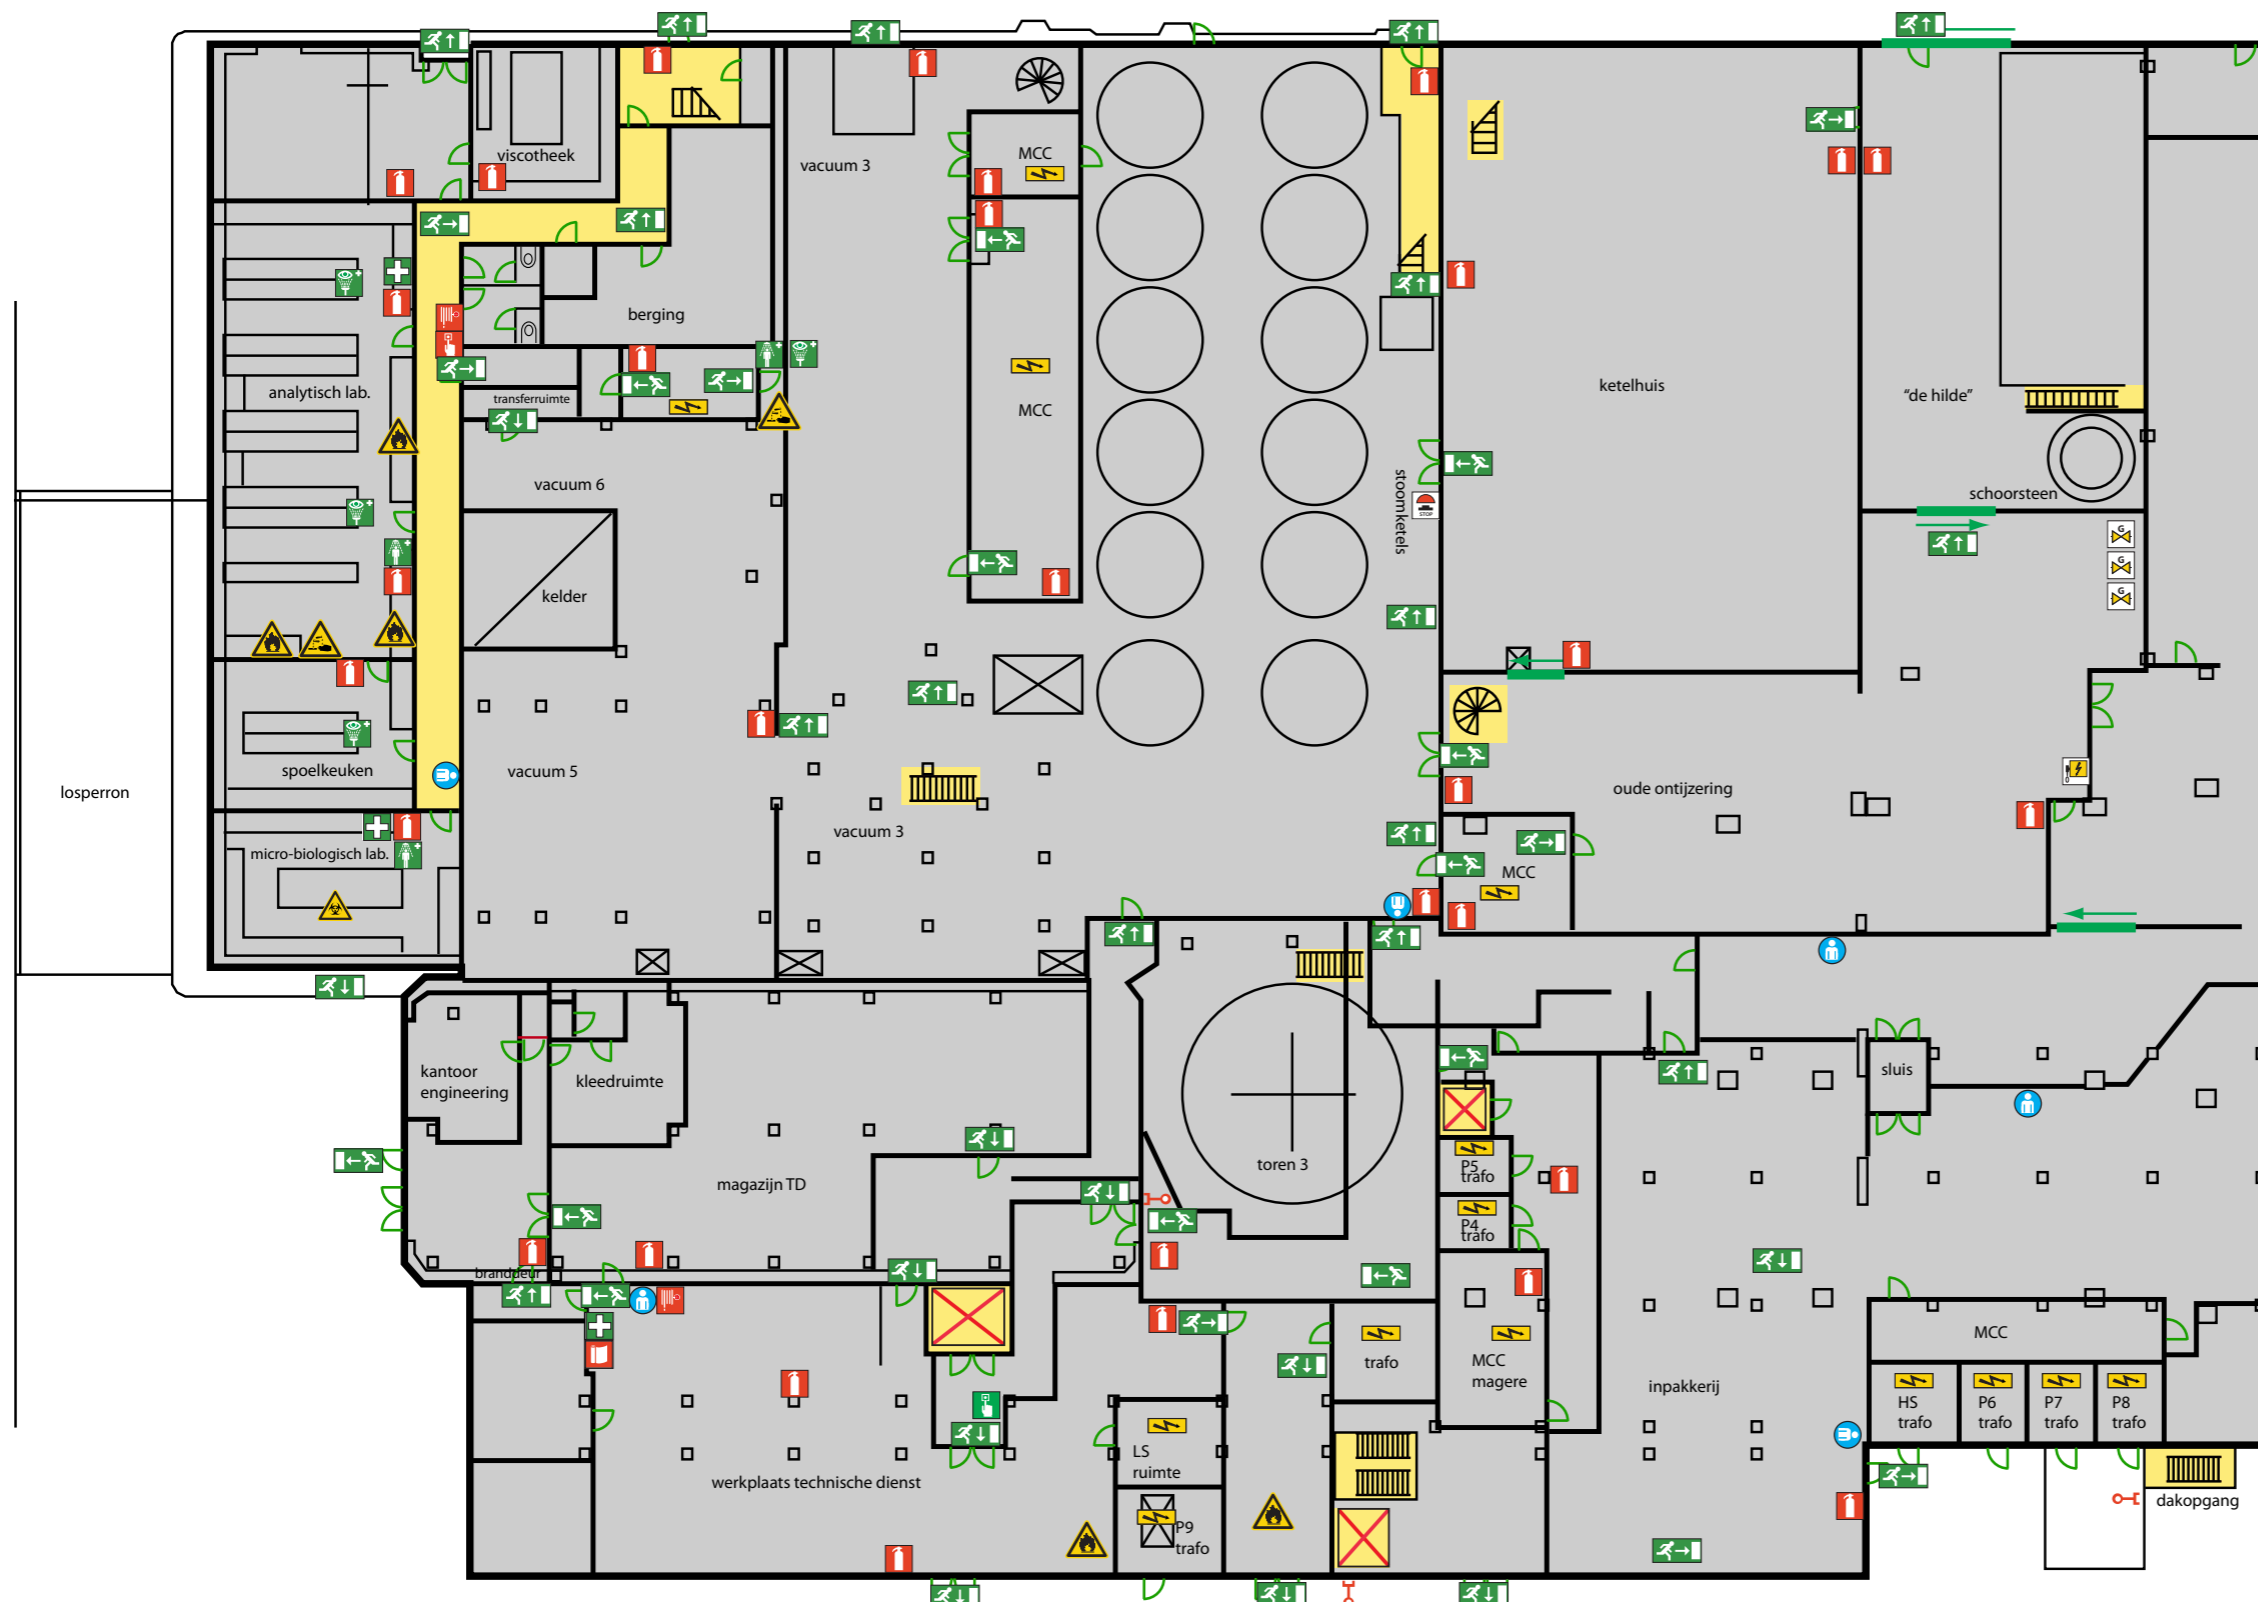 viscotheek
vacuum 3
MCC
berging
analytisch lab.
transferruimte
MCC
stoomketels
ketelhuis
“de hilde”
schoorsteen
G
G
G
STOP
vacuum 6
kelder
losperron
spoelkeuken
vacuum 5
vacuum 3
oude ontijzering
MCC
micro-biologisch lab.
kantoor
engineering
kleedruimte
magazijn TD
toren 3
P5
trafo
P4
trafo
sluis
branddeur
trafo
MCC
magere
inpakkerij
MCC
HS
trafo
P6
trafo
P7
trafo
P8
trafo
LS
ruimte
P9
trafo
werkplaats technische dienst
dakopgang